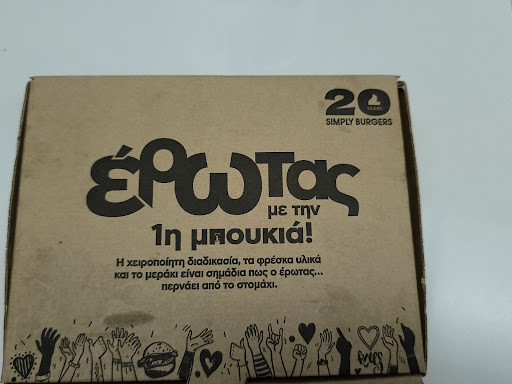 20
YEARS
SIMPLY BURGERS
έρωτας
με την
1η μπουκιά!
Η χειροποίητη διαδικασία, τα φρέσκα υλικά
και το μεράκι είναι σημάδια πως ο έρωτας...
περνάει από το στομάχι.